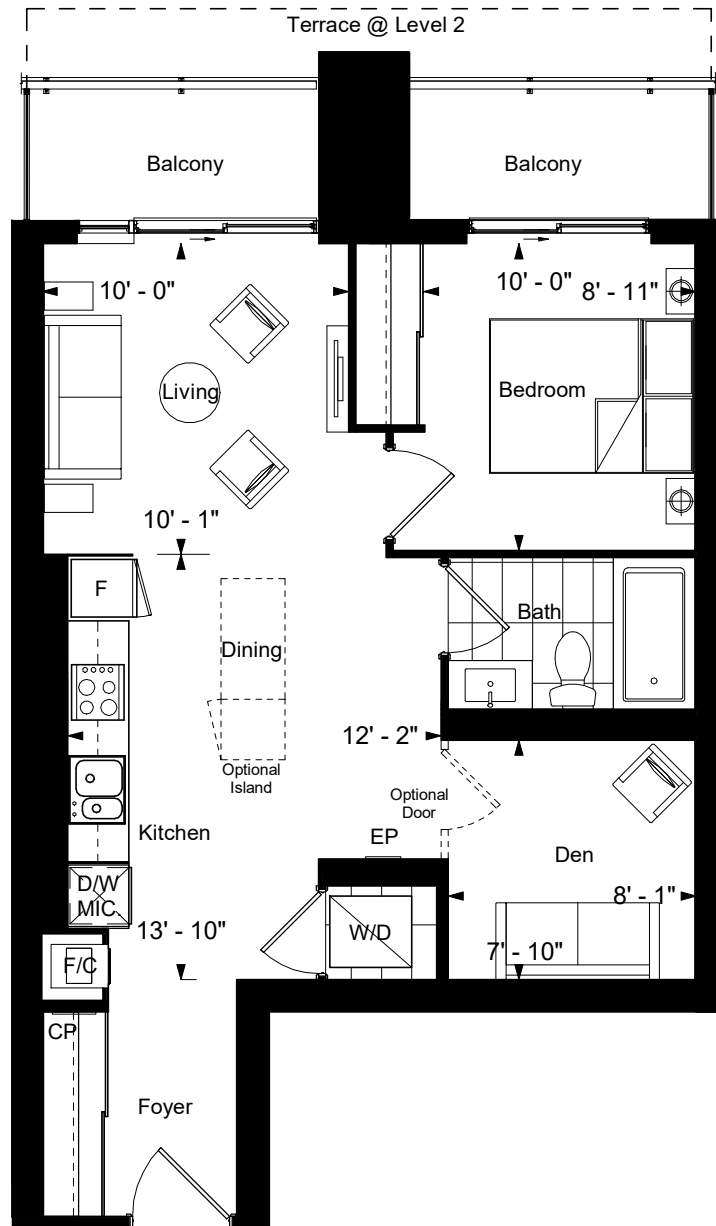 Terrace @ Level 2
Balcony
Balcony
10' - 0"
10' - 0"
8' - 11"
Living
Bedroom
10' - 1"
F
Bath
Dining
12' - 2"
Optional
Island
Optional
Door
Kitchen
EP
Den
D/W
MIC.
8' - 1"
13' - 10"
W/D
7' - 10"
F/C
CP
Foyer